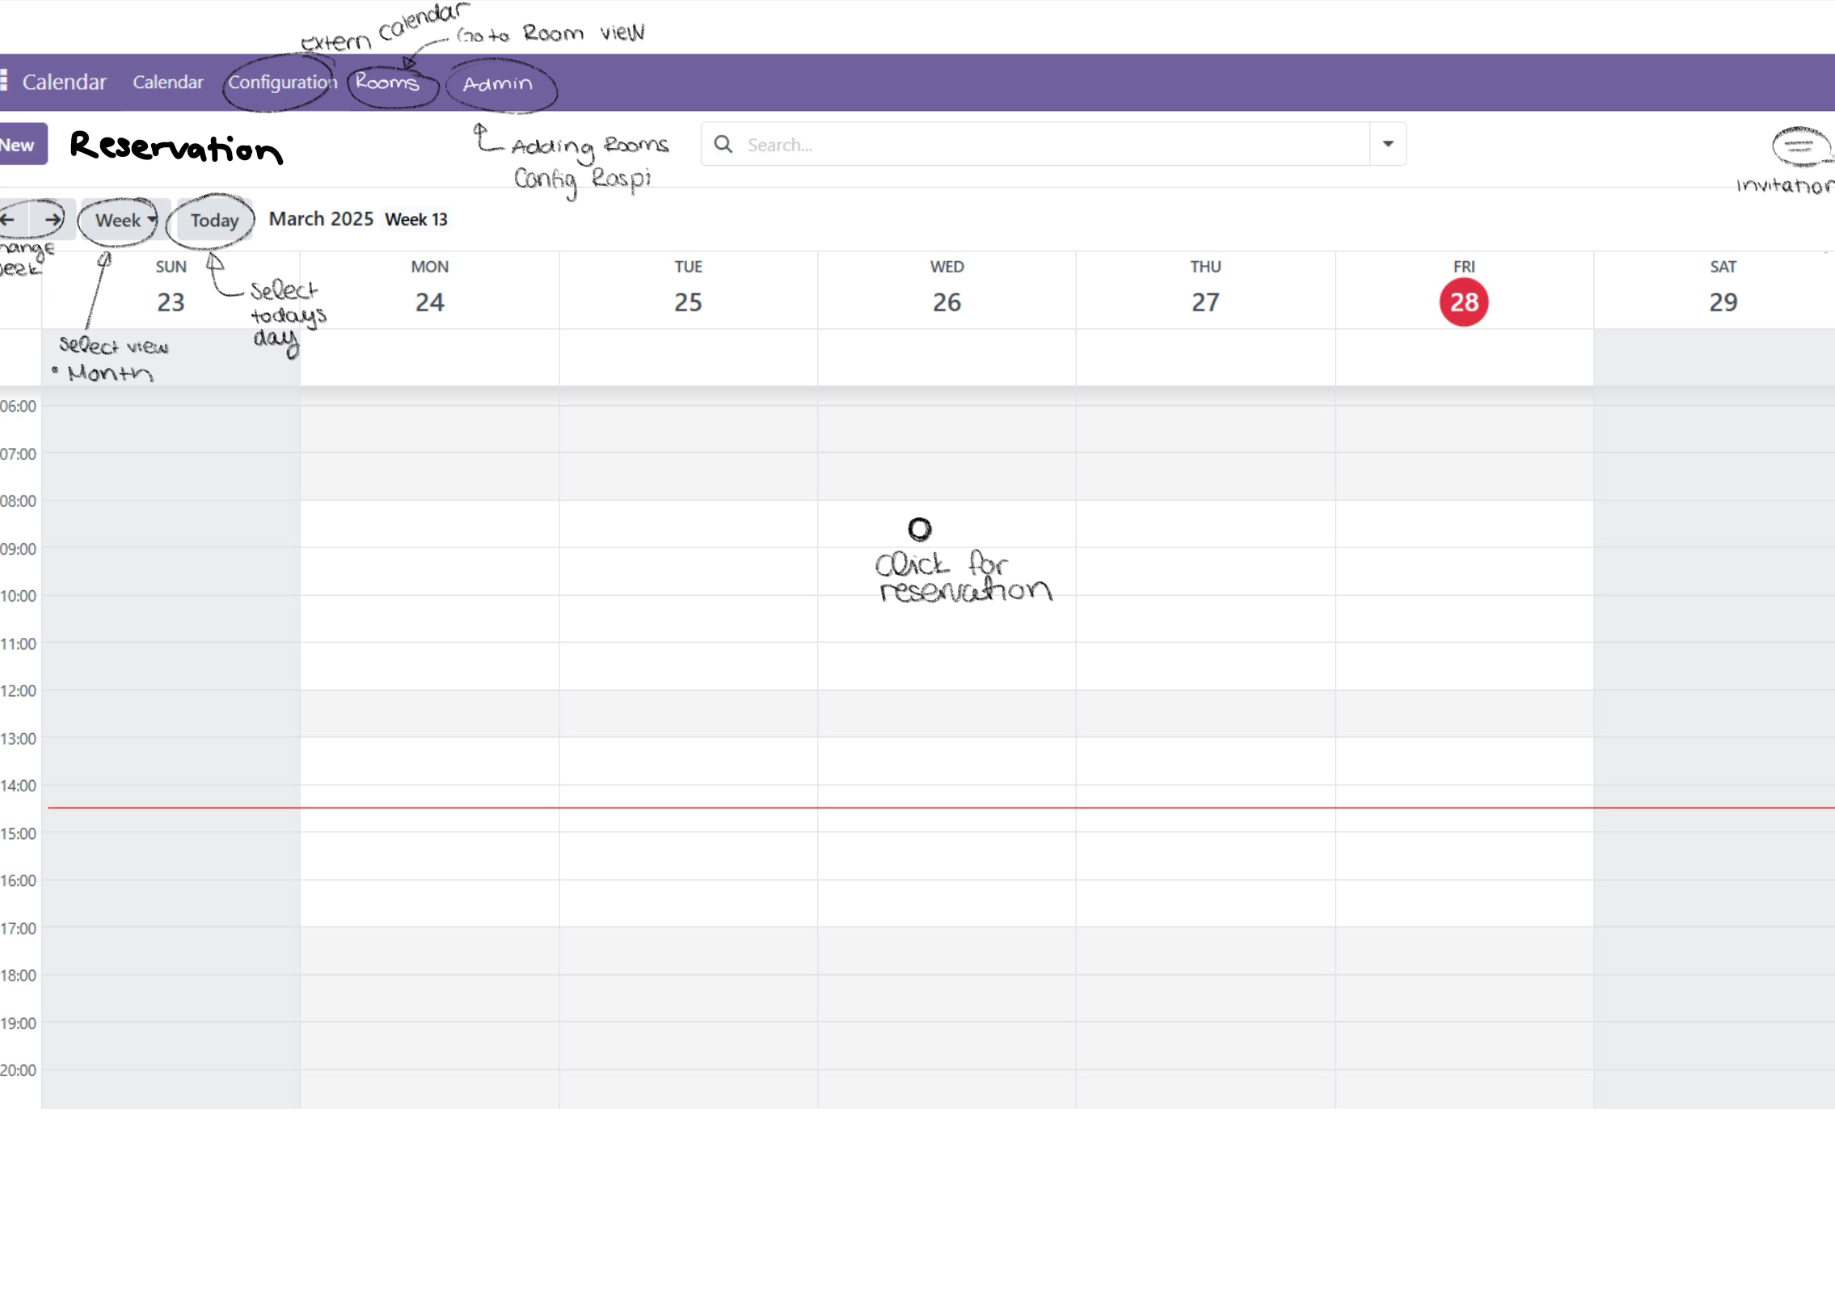 Extern Calendar
Go to Room view
Calendar Calendar Configuration Rooms Admin
New Reservation
Adding Rooms
Config Raspi
Search...
invitation
Week Today March 2025 Week 13
SUN MON TUE WED THU FRI SAT
23 24 25 26 27 28 29
Select
todays
day
Select view
• Month
06:00
07:00
08:00
09:00
Click for
reservation
10:00
11:00
12:00
13:00
14:00
15:00
16:00
17:00
18:00
19:00
20:00